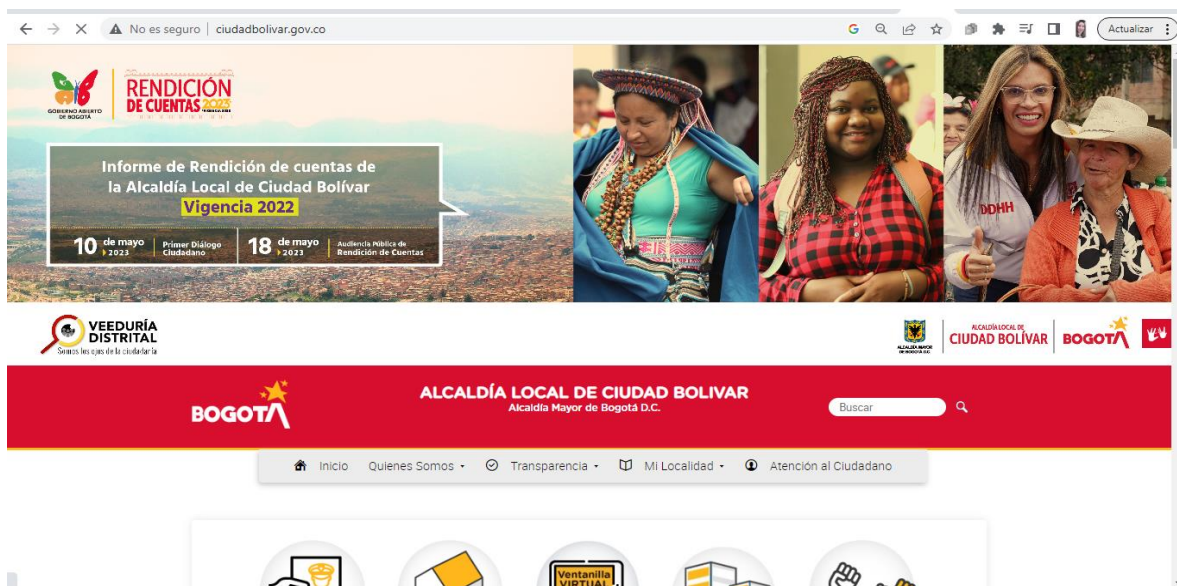 No es seguro | ciudadbolivar.gov.co
Actualizar
GOBIERNO ABIERTO
DE BOGOTÁ
RENDICIÓN
DE CUENTAS 2023
Informe de Rendición de cuentas de
la Alcaldía Local de Ciudad Bolívar
Vigencia 2022
10 de mayo
2023
Primer Diálogo
Ciudadano
18 de mayo
2023
Audiencia Pública de
Rendición de Cuentas
DDHH
VEEDURÍA
DISTRITAL
Somos los ojos de la ciudadanía
ALCALDÍA MAYOR
DE BOGOTÁ D.C.
ALCALDÍA LOCAL DE
CIUDAD BOLÍVAR
BOGOTÁ
BOGOTÁ
ALCALDÍA LOCAL DE CIUDAD BOLIVAR
Alcaldía Mayor de Bogotá D.C.
Buscar
Inicio
Quienes Somos
Transparencia
Mi Localidad
Atención al Ciudadano
Ventanilla
VIRTUAL